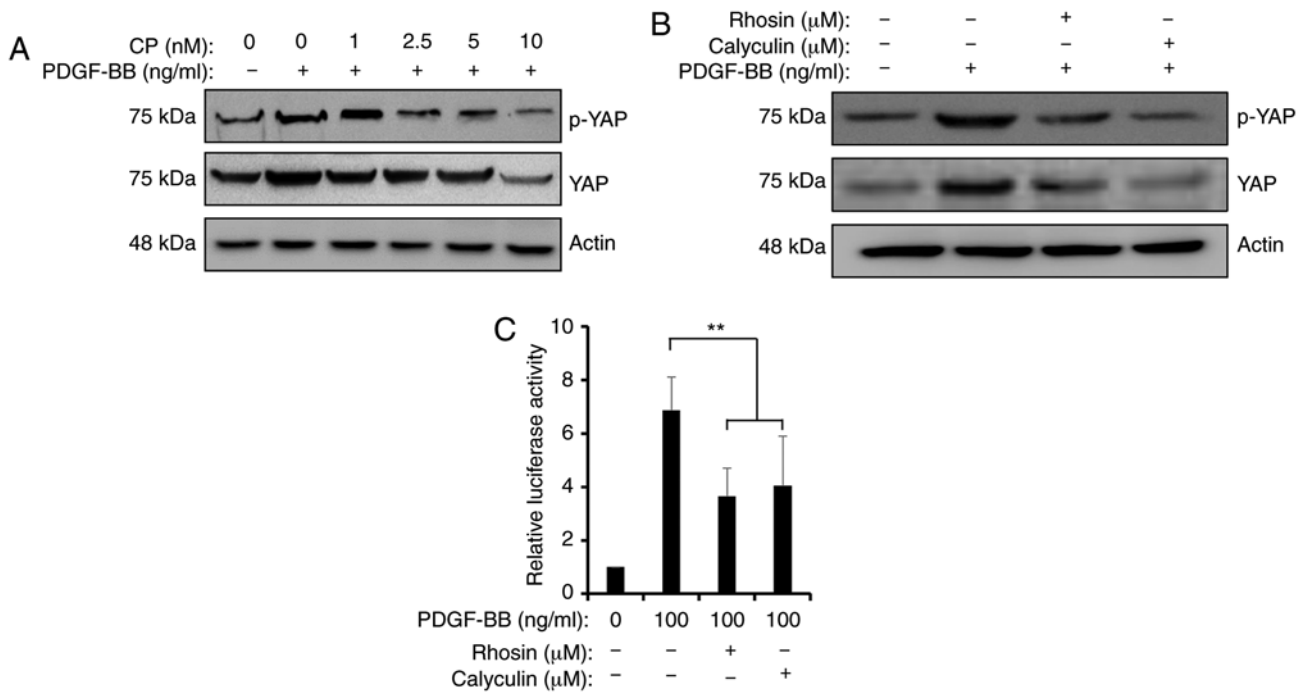 A
CP (nM): 0 0 1 2.5 5 10
PDGF-BB (ng/ml): – + + + + +
75 kDa p-YAP
75 kDa YAP
48 kDa Actin
B
Rhosin (μM): – – + –
Calyculin (μM): – – – +
PDGF-BB (ng/ml): – + + +
75 kDa p-YAP
75 kDa YAP
48 kDa Actin
C
Relative luciferase activity
10
8
6
4
2
0
**
PDGF-BB (ng/ml): 0 100 100 100
Rhosin (μM): – – + –
Calyculin (μM): – – – +